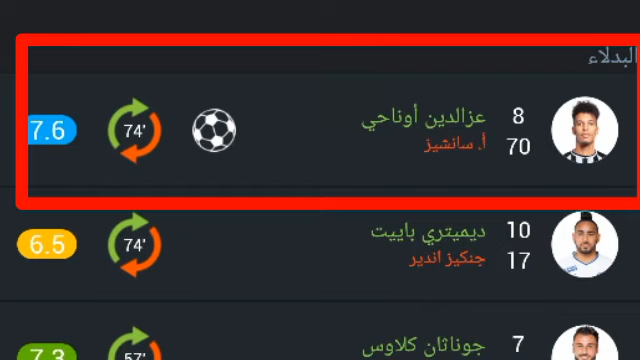 البدلاء
عزالدين أوناحي 8
أ. سانشيز 70
74'
7.6
ديميتري باييت 10
جنكيز اندير 17
74'
6.5
جوناثان كلاوس 7
57'
7.3